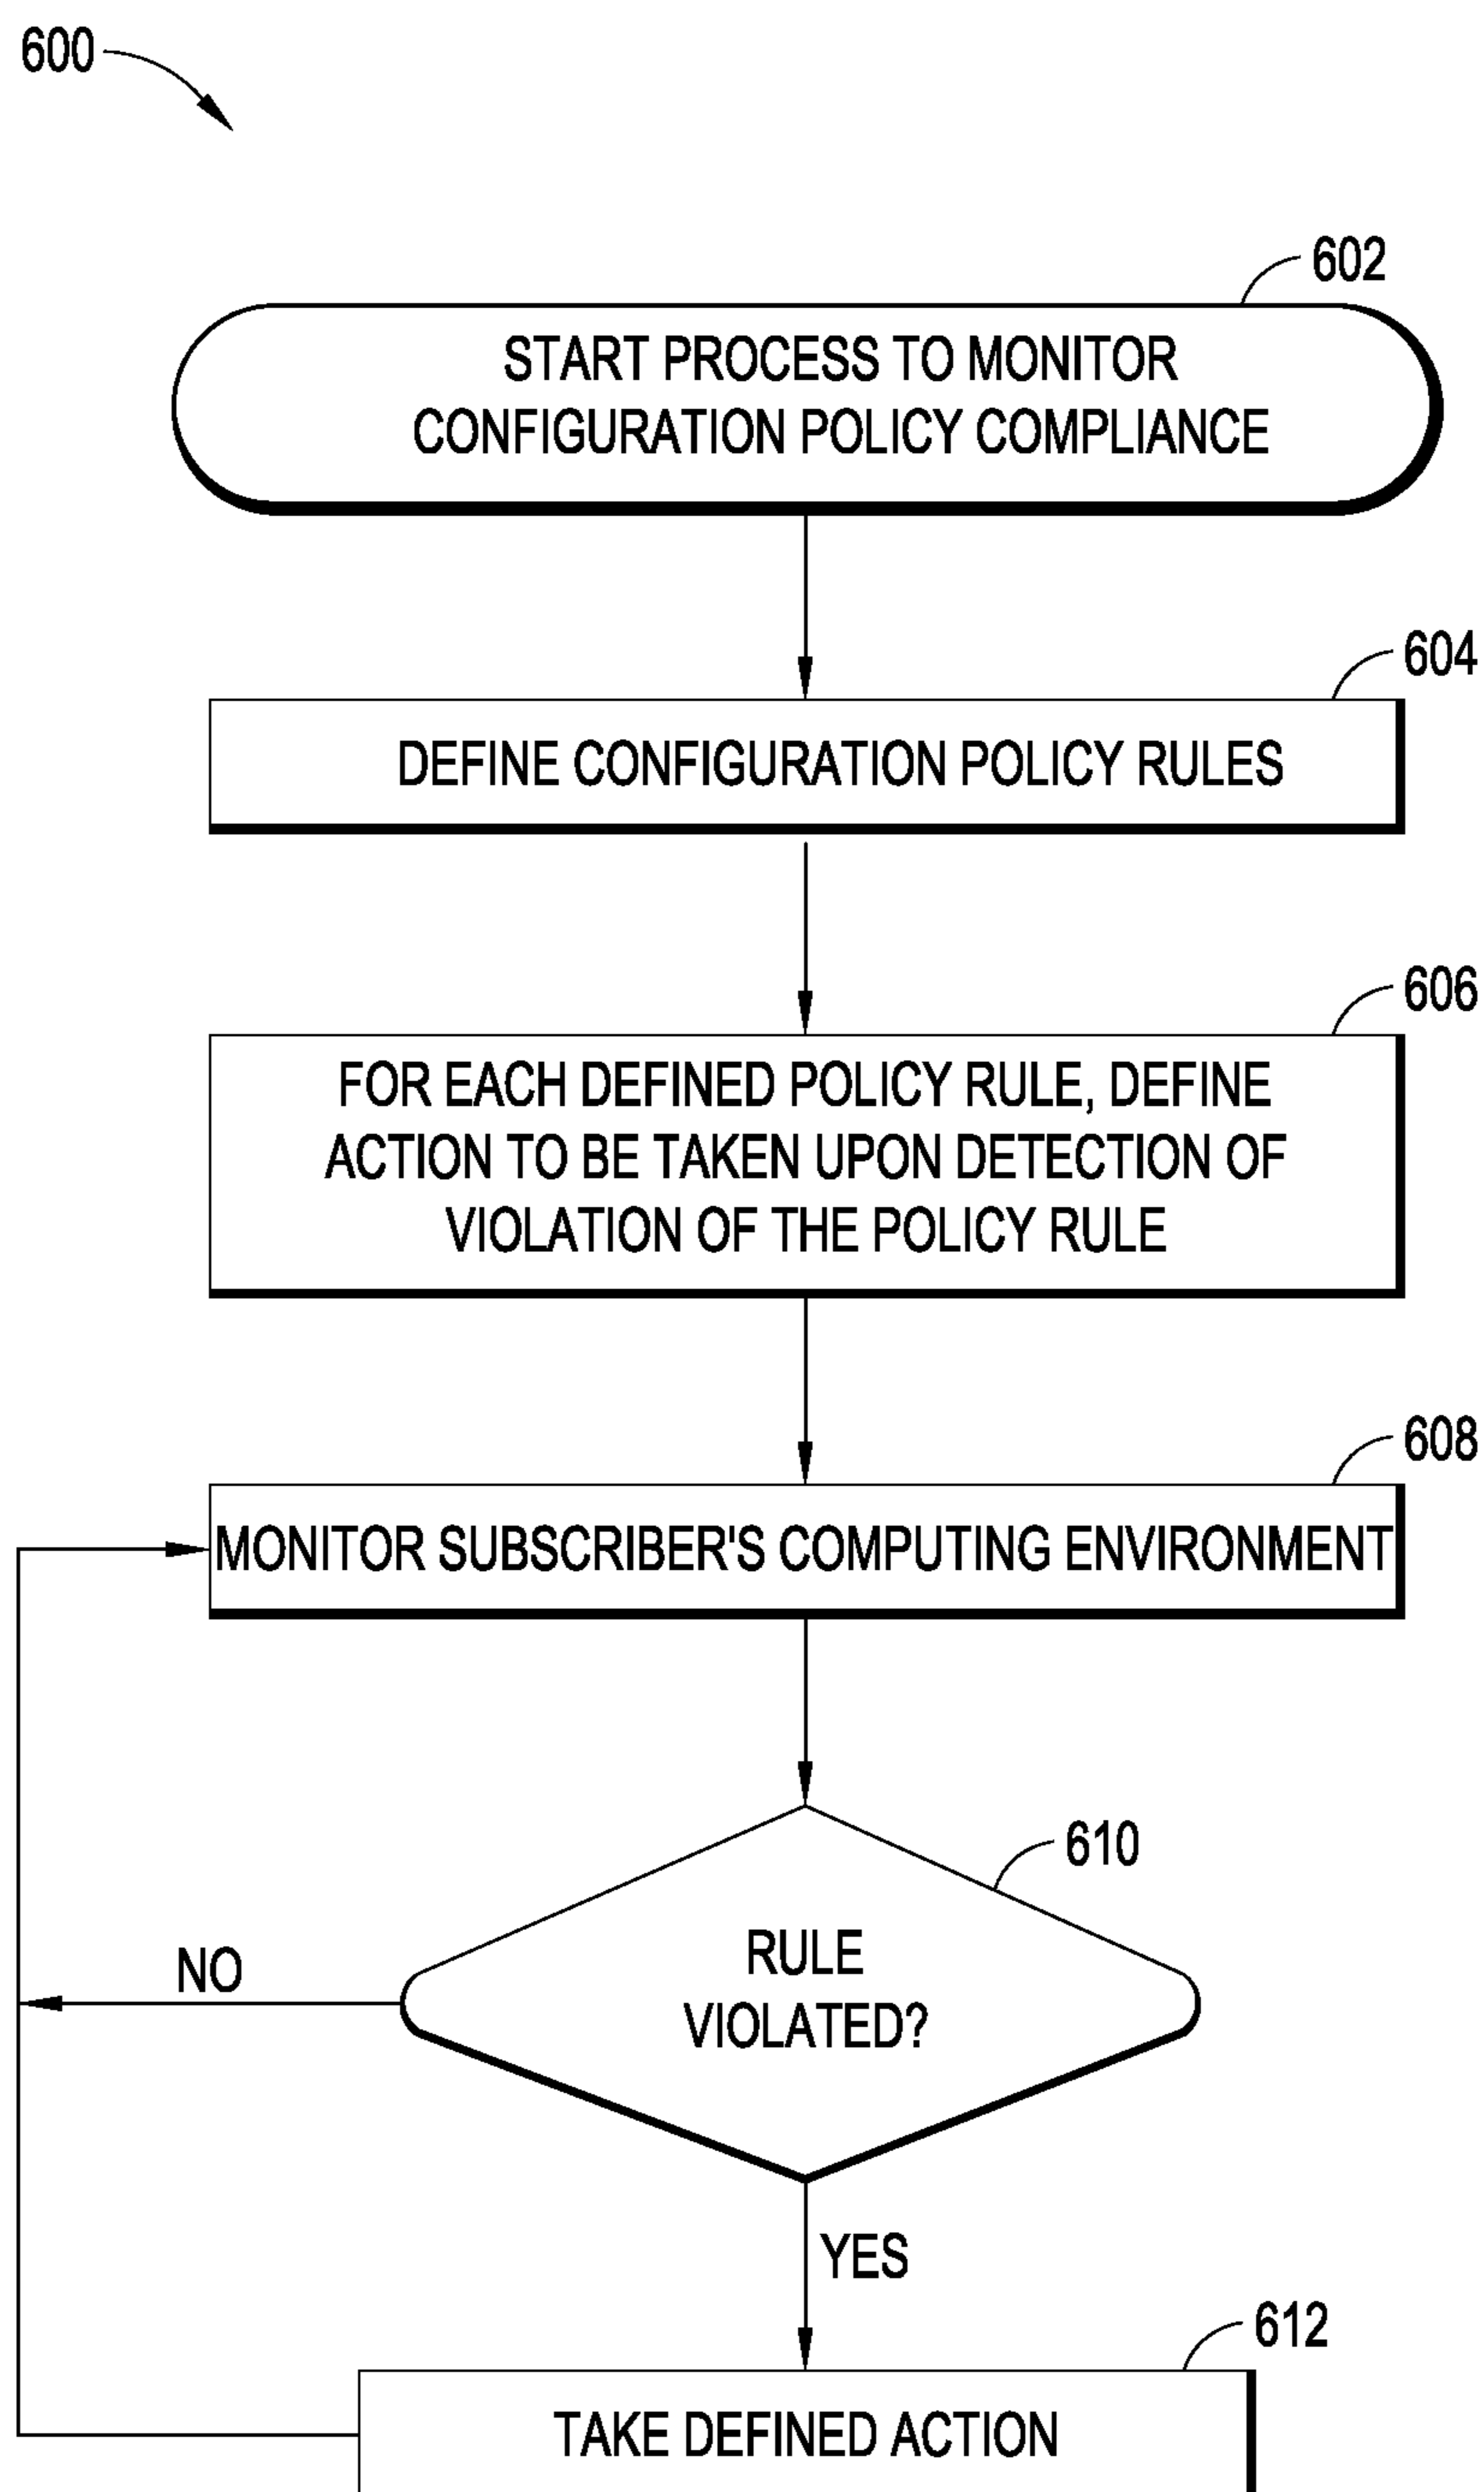 600
602
START PROCESS TO MONITOR
CONFIGURATION POLICY COMPLIANCE
604
DEFINE CONFIGURATION POLICY RULES
606
FOR EACH DEFINED POLICY RULE, DEFINE
ACTION TO BE TAKEN UPON DETECTION OF
VIOLATION OF THE POLICY RULE
608
MONITOR SUBSCRIBER'S COMPUTING ENVIRONMENT
610
RULE
VIOLATED?
NO
YES
612
TAKE DEFINED ACTION